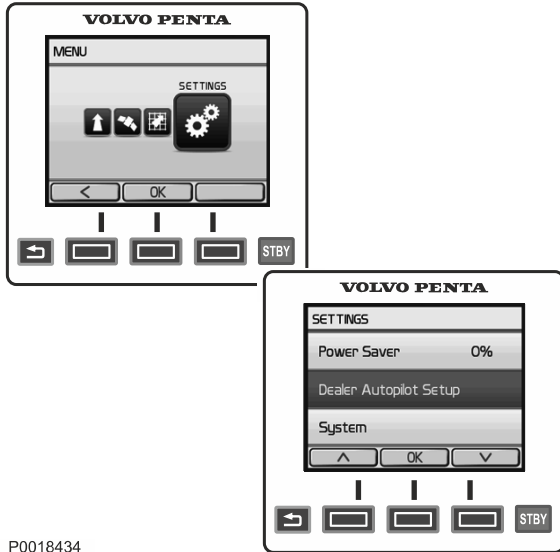 VOLVO PENTA
MENU
SETTINGS
< OK
STBY
VOLVO PENTA
SETTINGS
Power Saver 0%
Dealer Autopilot Setup
System
OK
STBY
P0018434